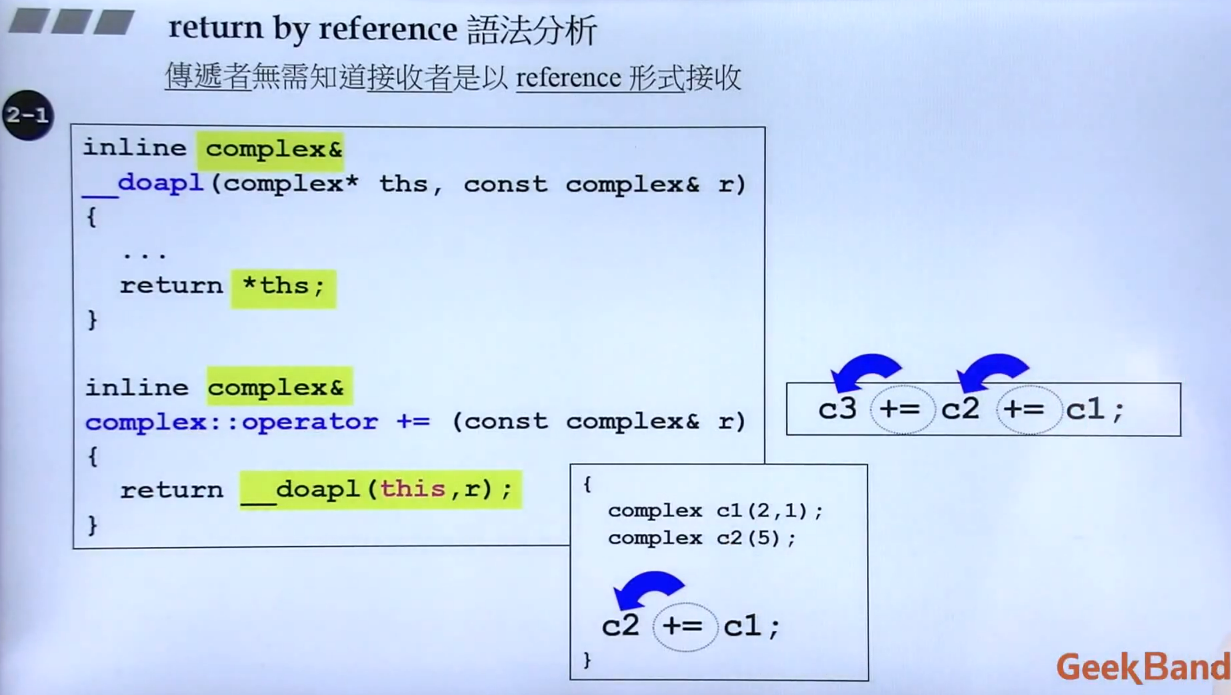 return by reference 語法分析
傳遞者無需知道接收者是以 reference 形式接收
2-1
inline complex&
__doapl(complex* ths, const complex& r)
{
...
return *ths;
}
inline complex&
complex::operator += (const complex& r)
{
return __doapl(this,r);
}
c3 += c2 += c1;
{
complex c1(2,1);
complex c2(5);
c2 += c1;
}
GeekBand